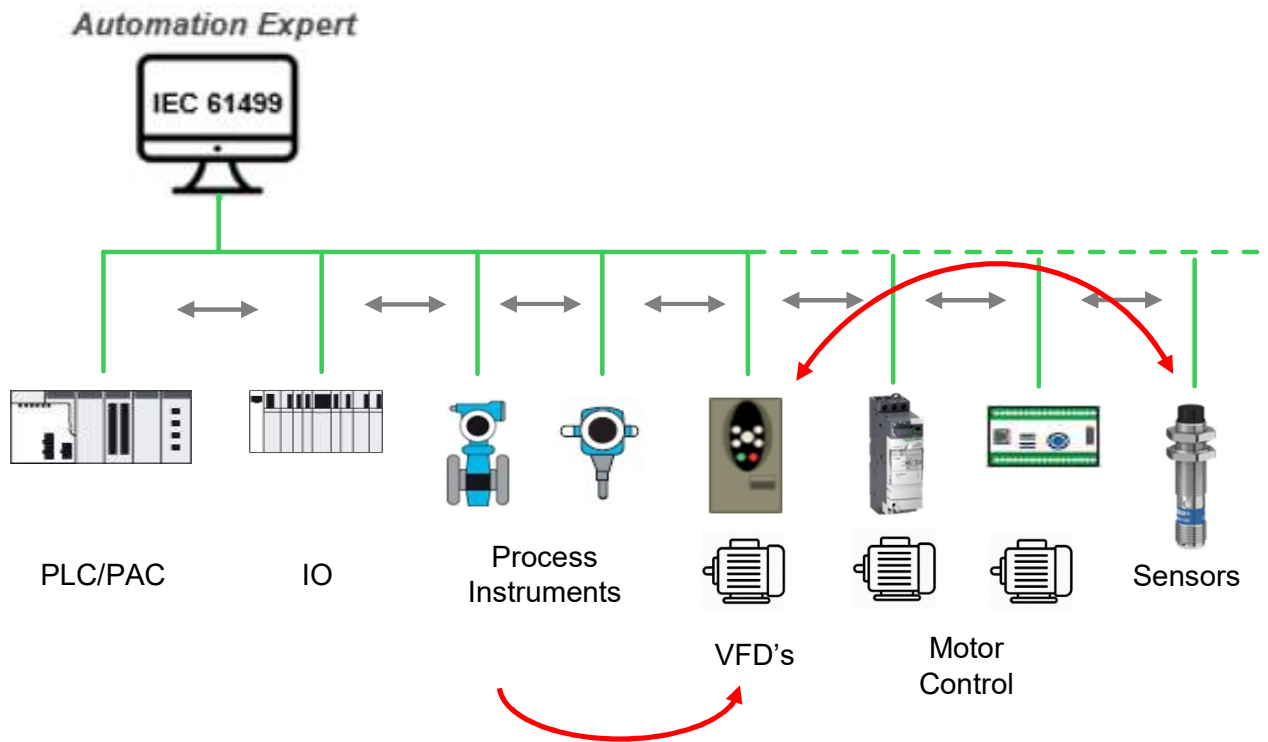 Automation Expert
IEC 61499
PLC/PAC
IO
Process
Instruments
VFD's
Motor
Control
Sensors